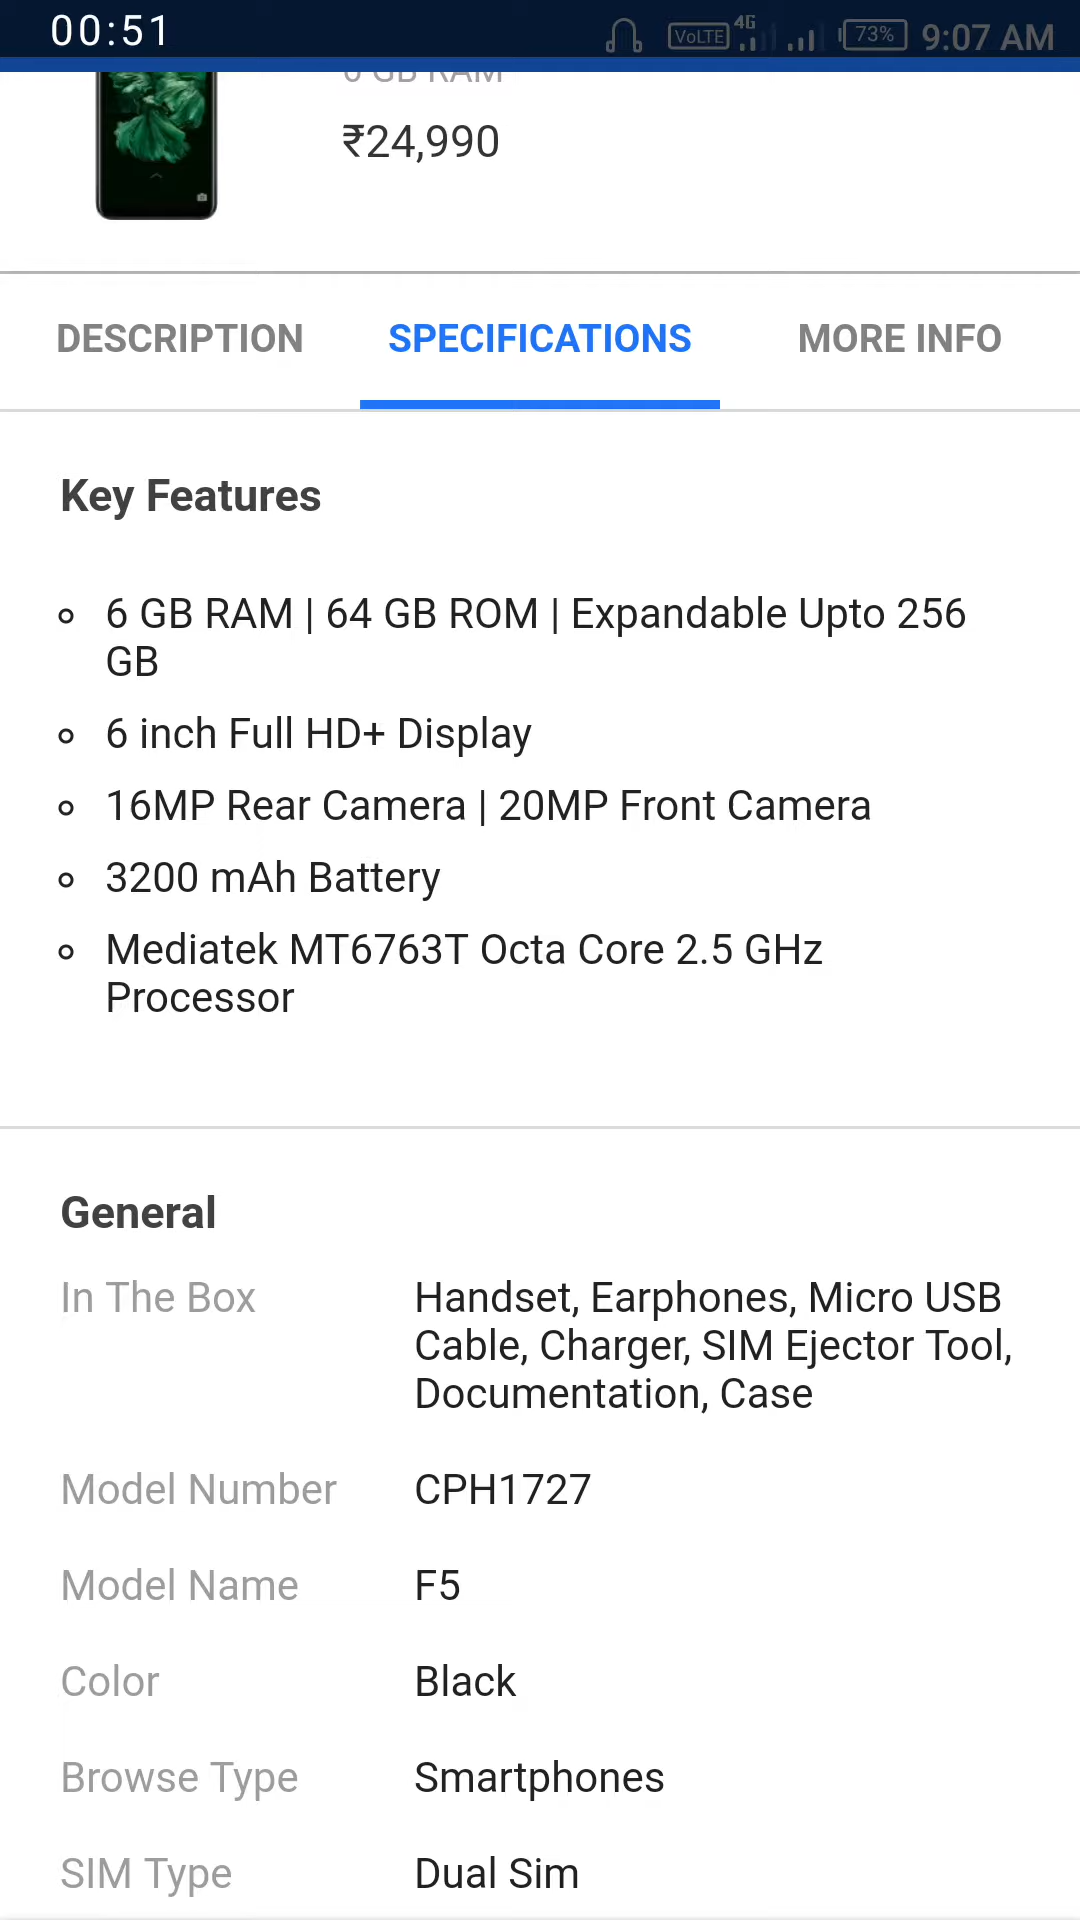 00:51 VoLTE 4G 73% 9:07 AM
6 GB RAM
₹24,990
DESCRIPTION SPECIFICATIONS MORE INFO
Key Features
6 GB RAM | 64 GB ROM | Expandable Upto 256
GB
6 inch Full HD+ Display
16MP Rear Camera | 20MP Front Camera
3200 mAh Battery
Mediatek MT6763T Octa Core 2.5 GHz
Processor
General
In The Box Handset, Earphones, Micro USB
Cable, Charger, SIM Ejector Tool,
Documentation, Case
Model Number CPH1727
Model Name F5
Color Black
Browse Type Smartphones
SIM Type Dual Sim